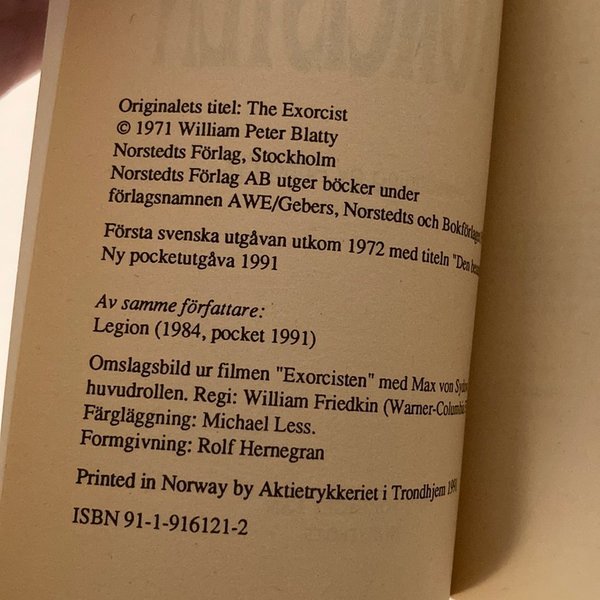 Originalets titel: The Exorcist
© 1971 William Peter Blatty
Norstedts Förlag, Stockholm
Norstedts Förlag AB utger böcker under
förlagsnamnen AWE/Gebers, Norstedts och
Första svenska utgåvan utkom 1972 med titeln "Den
Ny pocketutgåva 1991
Av samme författare:
Legion (1984, pocket 1991)
Omslagsbild ur filmen "Exorcisten" med Max von
huvudrollen. Regi: William Friedkin
Färgläggning: Michael Less.
Formgivning: Rolf Hernegran
Printed in Norway by Aktietrykkeriet i Trondhjem
ISBN 91-1-916121-2